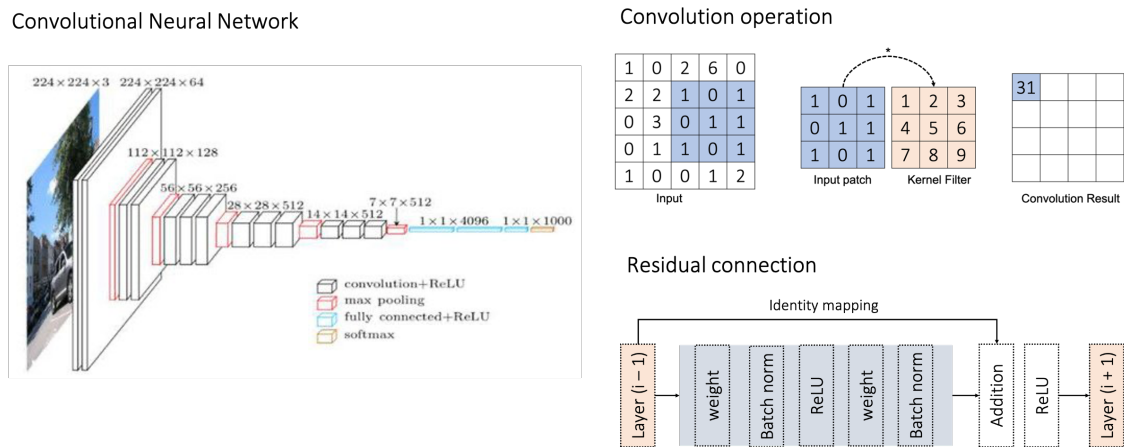 Convolutional Neural Network
224×224×3 224×224×64
112×112×128
56×56×256
28×28×512
14×14×512
7×7×512
1×1×4096 1×1×1000
convolution+ReLU
max pooling
fully connected+ReLU
softmax
Convolution operation
1 0 2 6 0
2 2 1 0 1
0 3 0 1 1
0 1 1 0 1
1 0 0 1 2
Input
*
1 0 1
0 1 1
1 0 1
Input patch
1 2 3
4 5 6
7 8 9
Kernel Filter
31
Convolution Result
Residual connection
Identity mapping
Layer (i – 1)
weight
Batch norm
ReLU
weight
Batch norm
Addition
ReLU
Layer (i + 1)